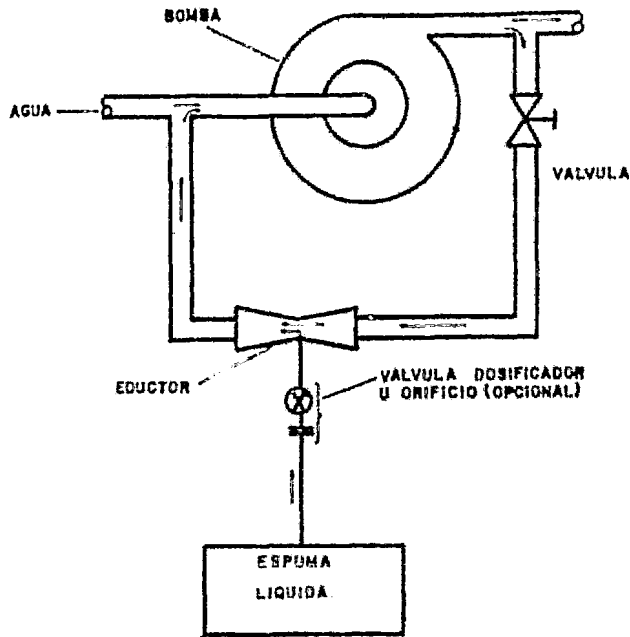 BOMBA
AGUA
VALVULA
EDUCTOR
VALVULA DOSIFICADOR
U ORIFICIO (OPCIONAL)
ESPUMA
LIQUIDA